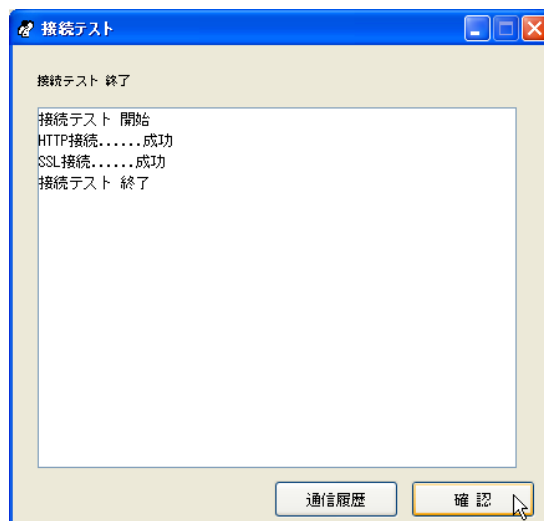 接続テスト
接続テスト 終了
接続テスト 開始
HTTP接続......成功
SSL接続......成功
接続テスト 終了
通信履歴
確 認